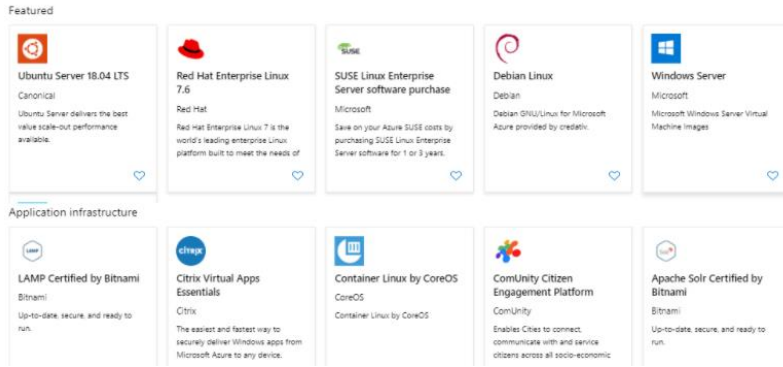 Featured
Ubuntu Server 18.04 LTS
Canonical
Ubuntu Server delivers the best
value scale-out performance
available.
Red Hat Enterprise Linux
7.6
Red Hat
Red Hat Enterprise Linux 7 is the
world's leading enterprise Linux
platform built to meet the needs of
SUSE
SUSE Linux Enterprise
Server software purchase
Microsoft
Save on your Azure SUSE costs by
purchasing SUSE Linux Enterprise
Server software for 1 or 3 years.
Debian Linux
Debian
Debian GNU/Linux for Microsoft
Azure provided by credativ.
Windows Server
Microsoft
Microsoft Windows Server Virtual
Machine Images
Application infrastructure
LAMP
LAMP Certified by Bitnami
Bitnami
Up-to-date, secure, and ready to
run.
CITRIX
Citrix Virtual Apps
Essentials
Citrix
The easiest and fastest way to
securely deliver Windows apps from
Microsoft Azure to any device.
Container Linux by CoreOS
CoreOS
Container Linux by CoreOS
ComUnity Citizen
Engagement Platform
ComUnity
Enables Cities to connect,
communicate with and service
citizens across all socio-economic
Apache Solr Certified by
Bitnami
Bitnami
Up-to-date, secure, and ready to
run.